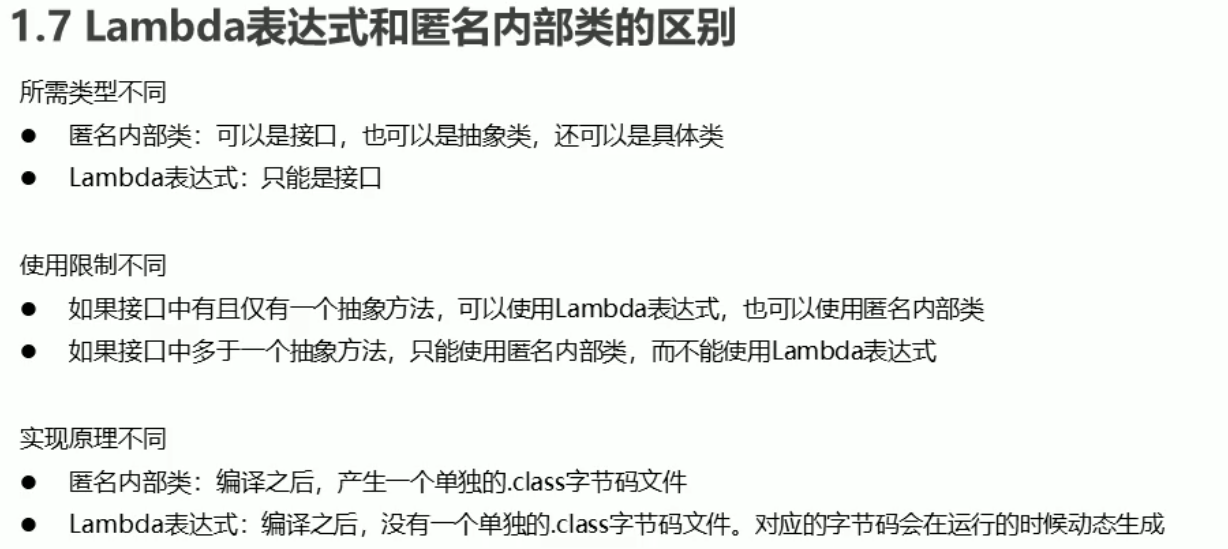 1.7 Lambda表达式和匿名内部类的区别
所需类型不同
● 匿名内部类：可以是接口，也可以是抽象类，还可以是具体类
● Lambda表达式：只能是接口
使用限制不同
● 如果接口中有且仅有一个抽象方法，可以使用Lambda表达式，也可以使用匿名内部类
● 如果接口中多于一个抽象方法，只能使用匿名内部类，而不能使用Lambda表达式
实现原理不同
● 匿名内部类：编译之后，产生一个单独的.class字节码文件
● Lambda表达式：编译之后，没有一个单独的.class字节码文件。对应的字节码会在运行的时候动态生成